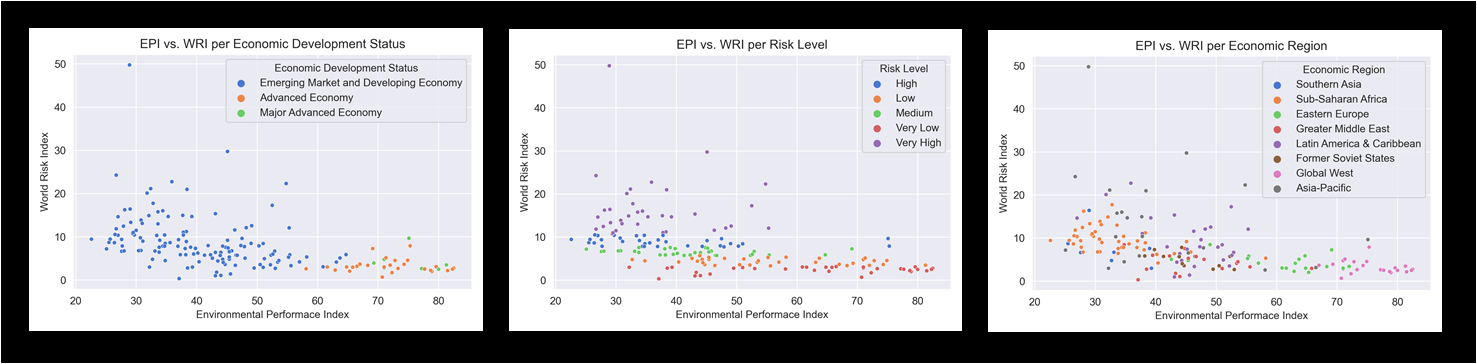 EPI vs. WRI per Economic Development Status
World Risk Index
50
40
30
20
10
0
Economic Development Status
Emerging Market and Developing Economy
Advanced Economy
Major Advanced Economy
20 30 40 50 60 70 80
Environmental Performace Index
EPI vs. WRI per Risk Level
World Risk Index
50
40
30
20
10
0
Risk Level
High
Low
Medium
Very Low
Very High
20 30 40 50 60 70 80
Environmental Performace Index
EPI vs. WRI per Economic Region
World Risk Index
50
40
30
20
10
0
Economic Region
Southern Asia
Sub-Saharan Africa
Eastern Europe
Greater Middle East
Latin America & Caribbean
Former Soviet States
Global West
Asia-Pacific
20 30 40 50 60 70 80
Environmental Performace Index